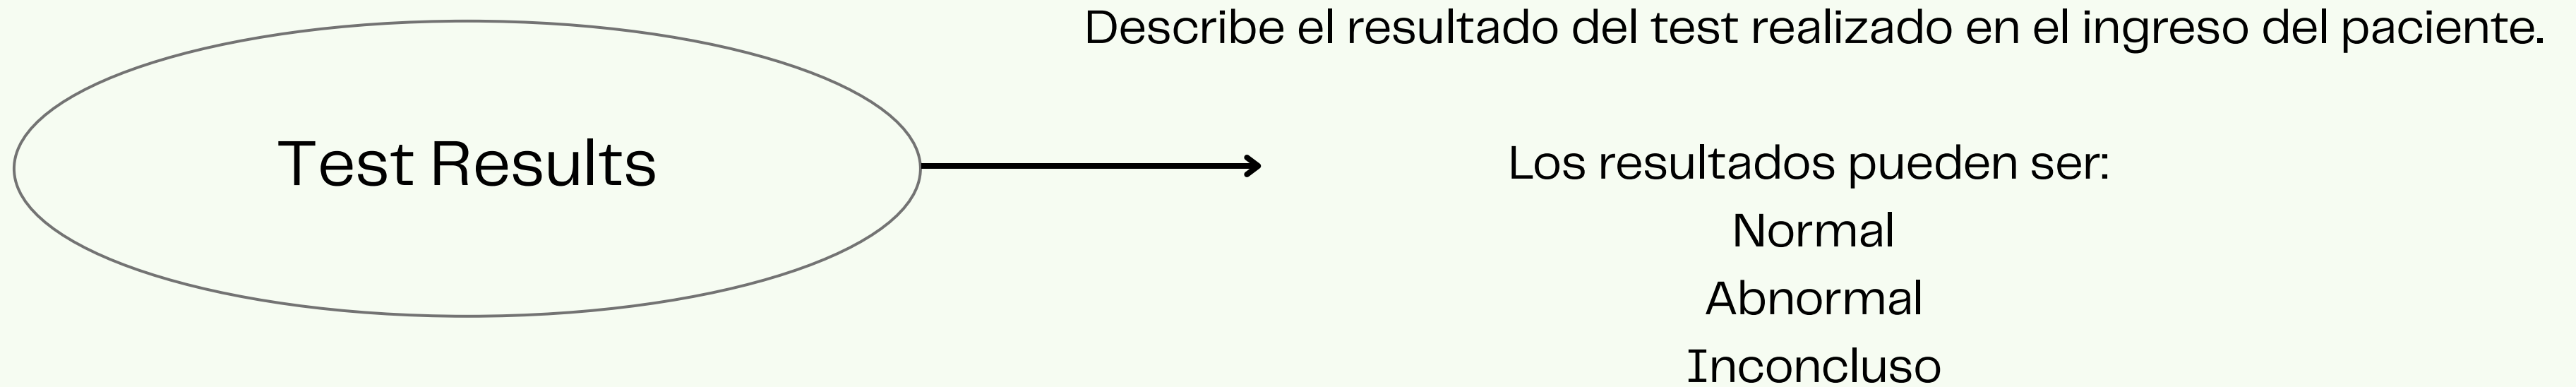 Describe el resultado del test realizado en el ingreso del paciente.
Test Results
Los resultados pueden ser:
Normal
Abnormal
Inconcluso